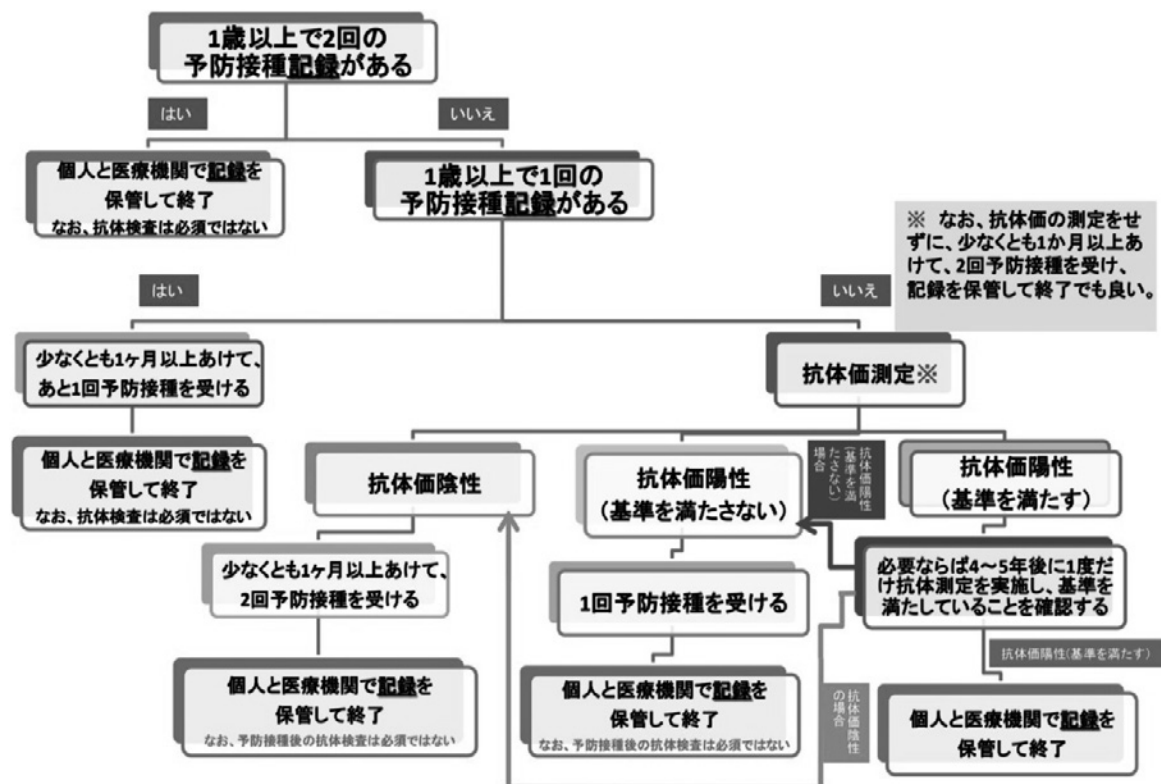 1歳以上で2回の
予防接種記録がある
はい
いいえ
個人と医療機関で記録を
保管して終了
なお、抗体検査は必須ではない
1歳以上で1回の
予防接種記録がある
※ なお、抗体価の測定をせ
ずに、少なくとも1か月以上あ
けて、2回予防接種を受け、
記録を保管して終了でも良い。
はい
いいえ
少なくとも1ヶ月以上あけて、
あと1回予防接種を受ける
抗体価測定※
個人と医療機関で記録を
保管して終了
なお、抗体検査は必須ではない
抗体価陰性
抗体価陽性
(基準を満たさない)
抗体価陽性
(基準を満
たさない)
場合
抗体価陽性
(基準を満たす)
少なくとも1ヶ月以上あけて、
2回予防接種を受ける
1回予防接種を受ける
必要ならば4～5年後に1度だ
け抗体測定を実施し、基準を
満たしていることを確認する
抗体価陽性(基準を満たす)
個人と医療機関で記録を
保管して終了
なお、予防接種後の抗体検査は必須ではない
個人と医療機関で記録を
保管して終了
なお、予防接種後の抗体検査は必須ではない
抗体価陰性
の場合
個人と医療機関で記録を
保管して終了